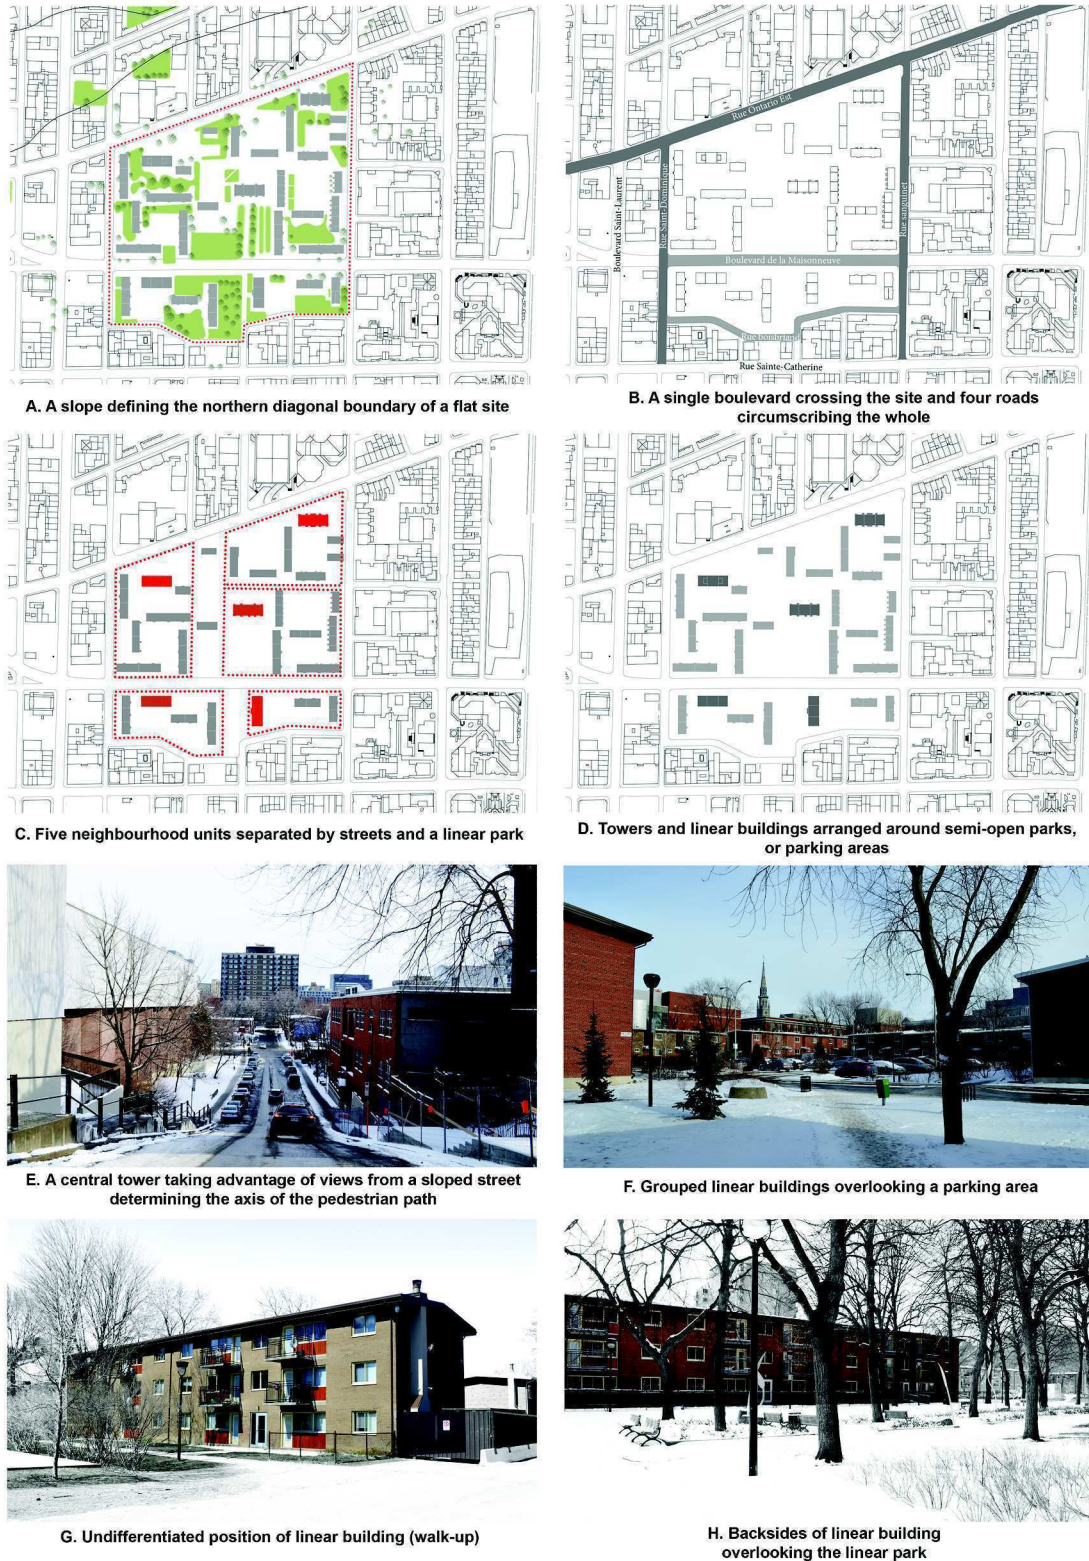 Rue Ontario Est
Boulevard Saint-Laurent
Rue Saint-Dominique
Rue sanguinet
Boulevard de la Maisonneuve
Rue Sainte-Catherine
A. A slope defining the northern diagonal boundary of a flat site
B. A single boulevard crossing the site and four roads
circumscribing the whole
C. Five neighbourhood units separated by streets and a linear park
D. Towers and linear buildings arranged around semi-open parks,
or parking areas
E. A central tower taking advantage of views from a sloped street
determining the axis of the pedestrian path
F. Grouped linear buildings overlooking a parking area
G. Undifferentiated position of linear building (walk-up)
H. Backsides of linear building
overlooking the linear park